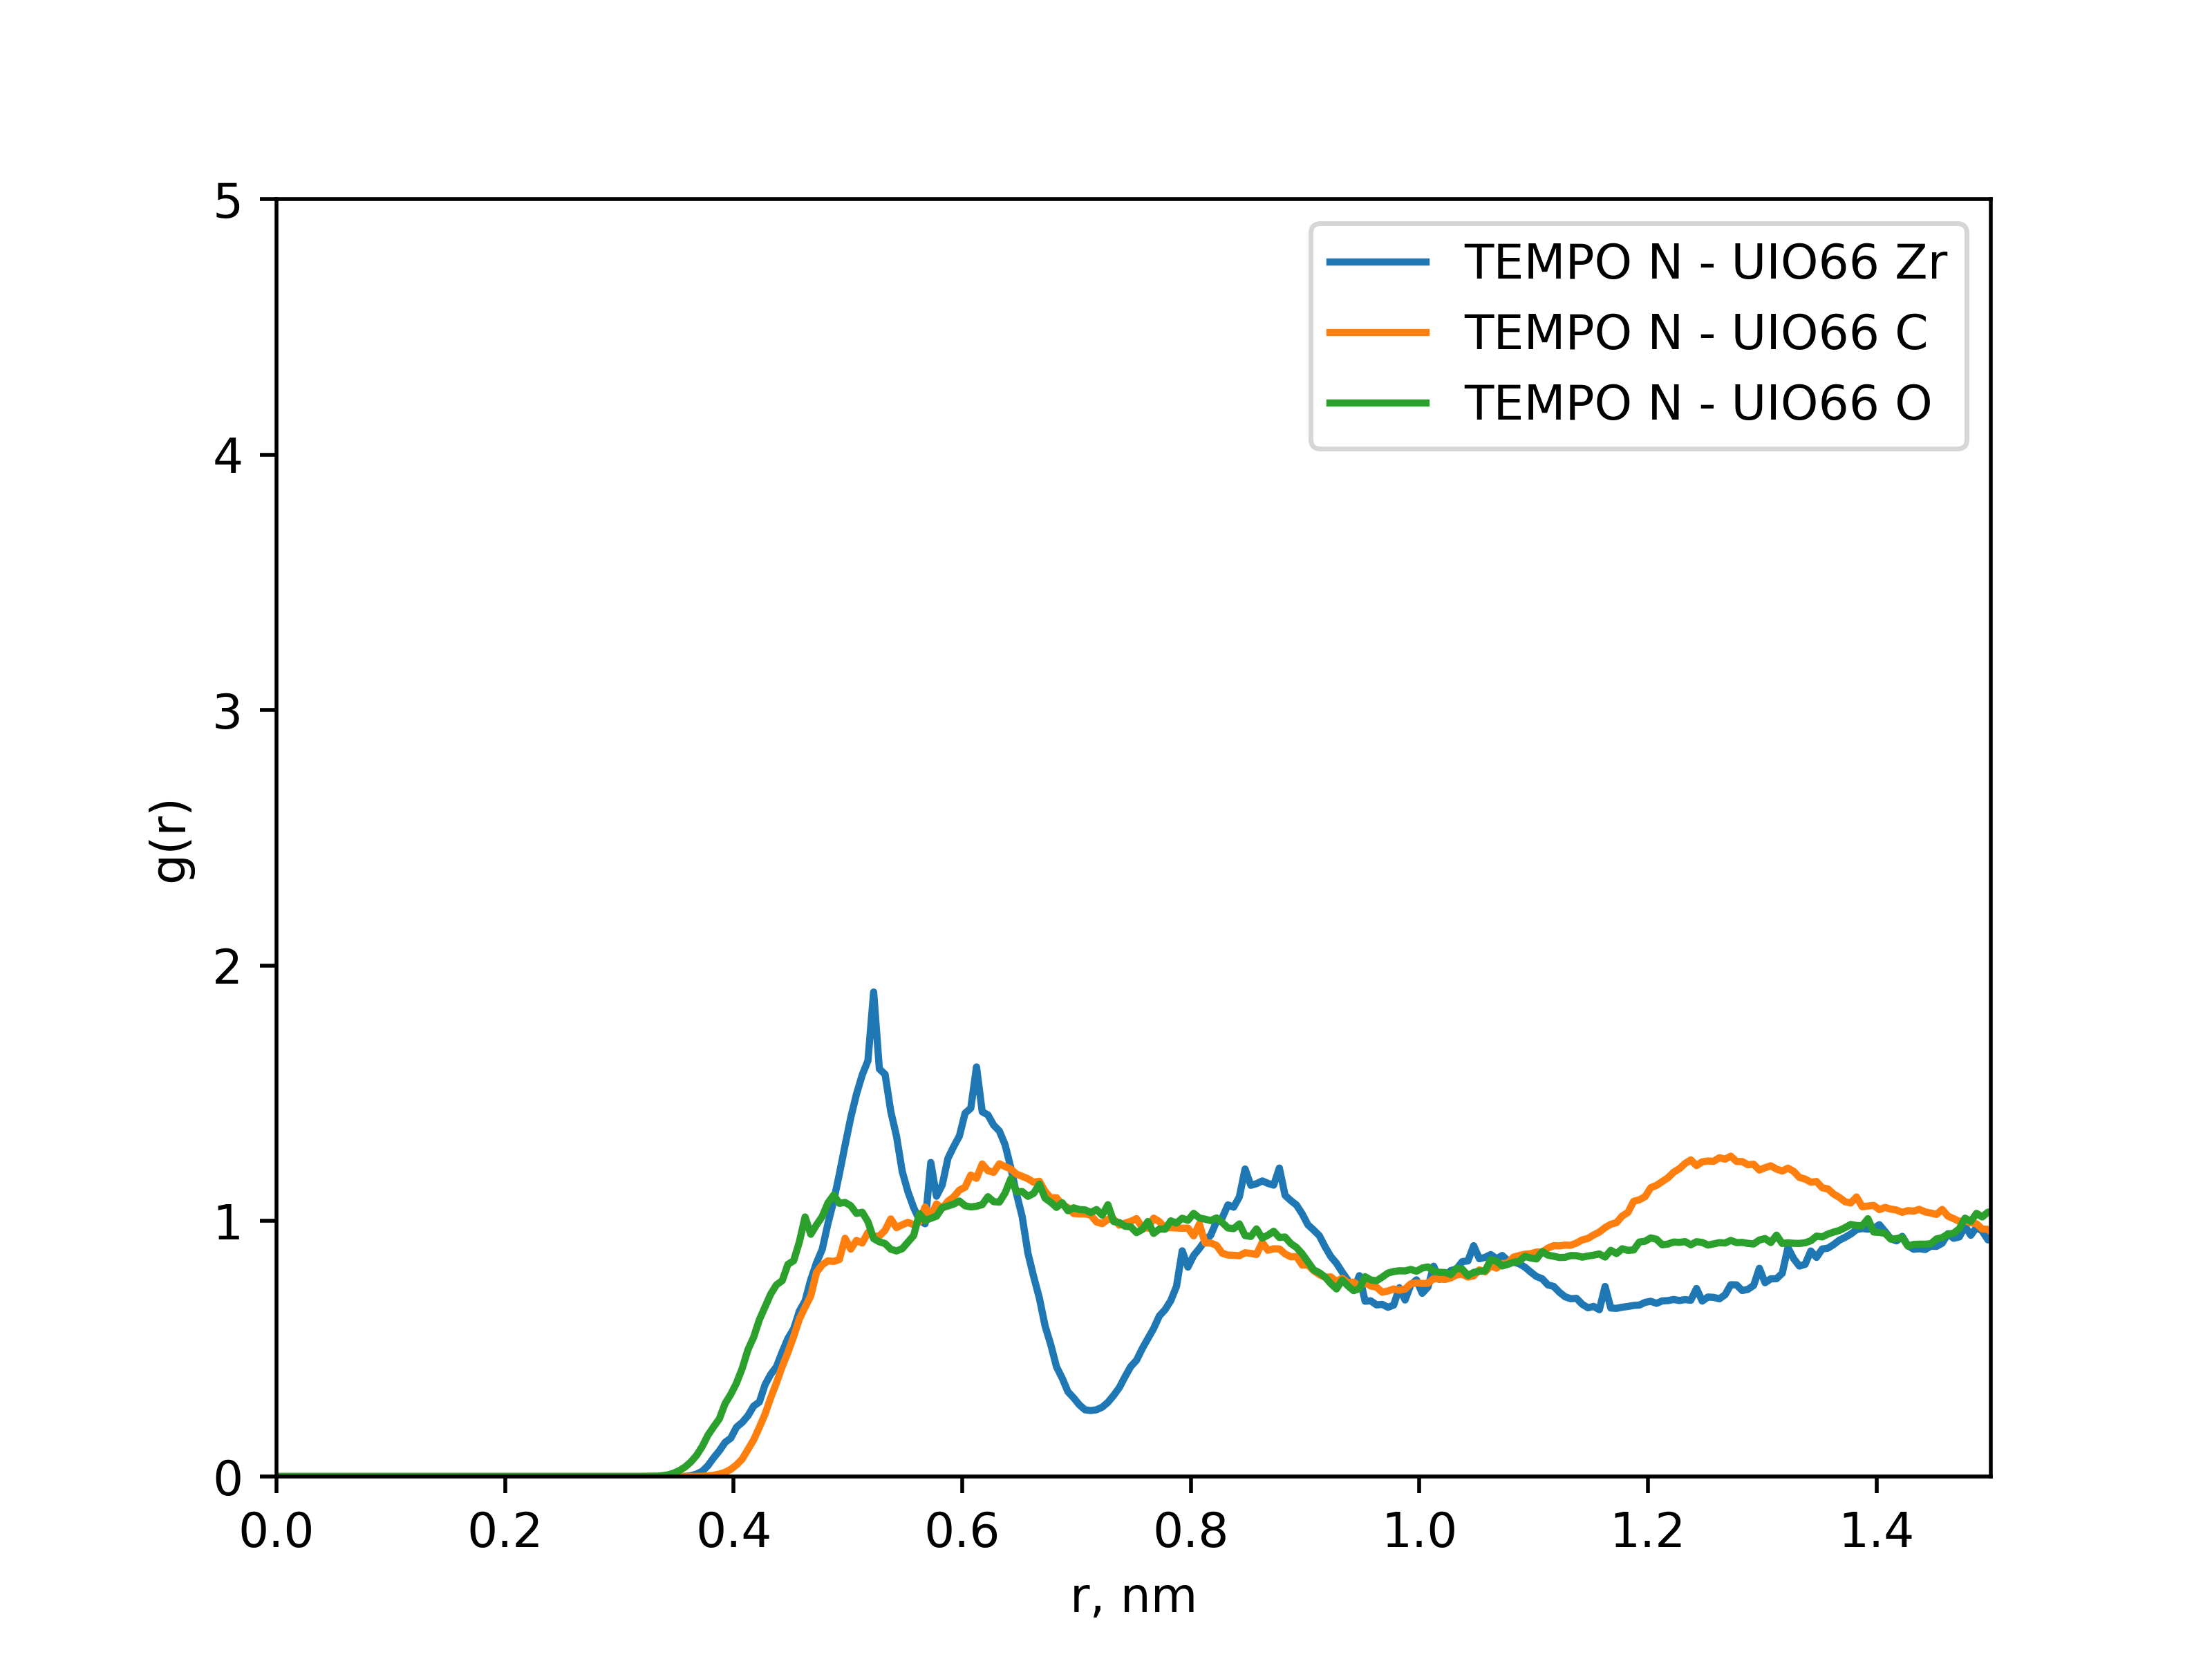 5
4
3
2
1
0
g(r)
0.0 0.2 0.4 0.6 0.8 1.0 1.2 1.4
r, nm
TEMPO N - UIO66 Zr
TEMPO N - UIO66 C
TEMPO N - UIO66 O